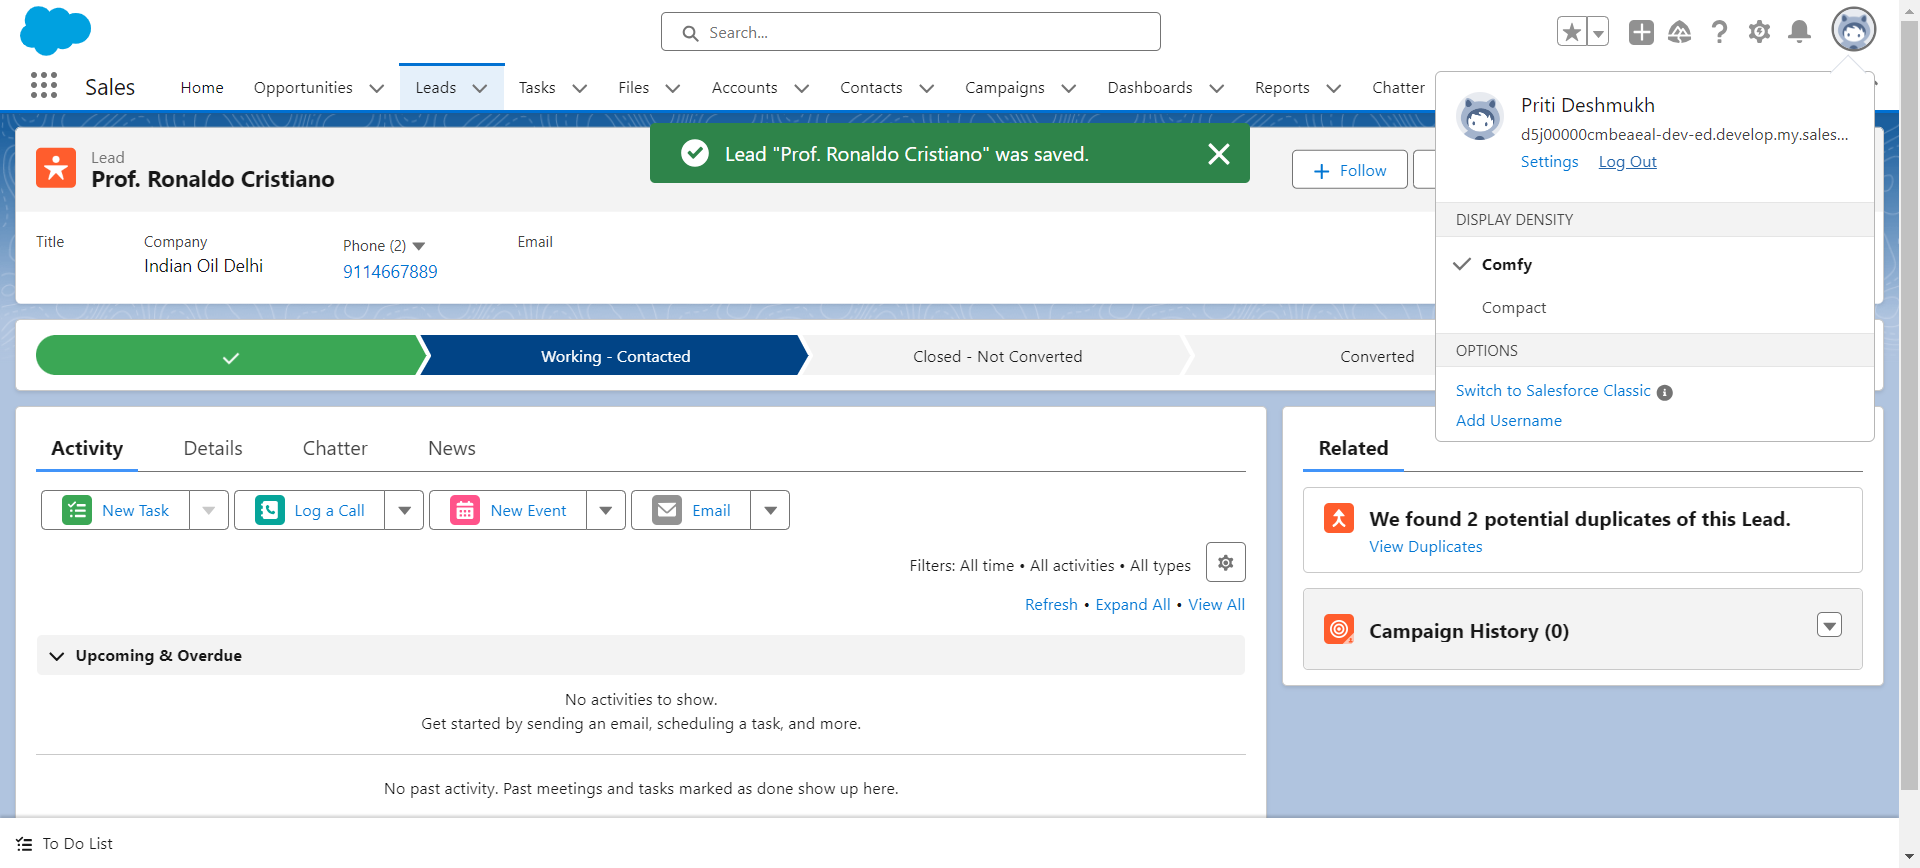 Search...
Sales
Home
Opportunities
Leads
Tasks
Files
Accounts
Contacts
Campaigns
Dashboards
Reports
Chatter
Priti Deshmukh
d5j00000cmbeaeal-dev-ed.develop.my.sales...
Settings
Log Out
DISPLAY DENSITY
Comfy
Compact
OPTIONS
Switch to Salesforce Classic
Add Username
Lead "Prof. Ronaldo Cristiano" was saved.
Lead
Prof. Ronaldo Cristiano
Follow
Title
Company
Indian Oil Delhi
Phone (2)
9114667889
Email
Working - Contacted
Closed - Not Converted
Converted
Activity
Details
Chatter
News
New Task
Log a Call
New Event
Email
Filters: All time • All activities • All types
Refresh • Expand All • View All
Upcoming & Overdue
No activities to show.
Get started by sending an email, scheduling a task, and more.
No past activity. Past meetings and tasks marked as done show up here.
Related
We found 2 potential duplicates of this Lead.
View Duplicates
Campaign History (0)
To Do List